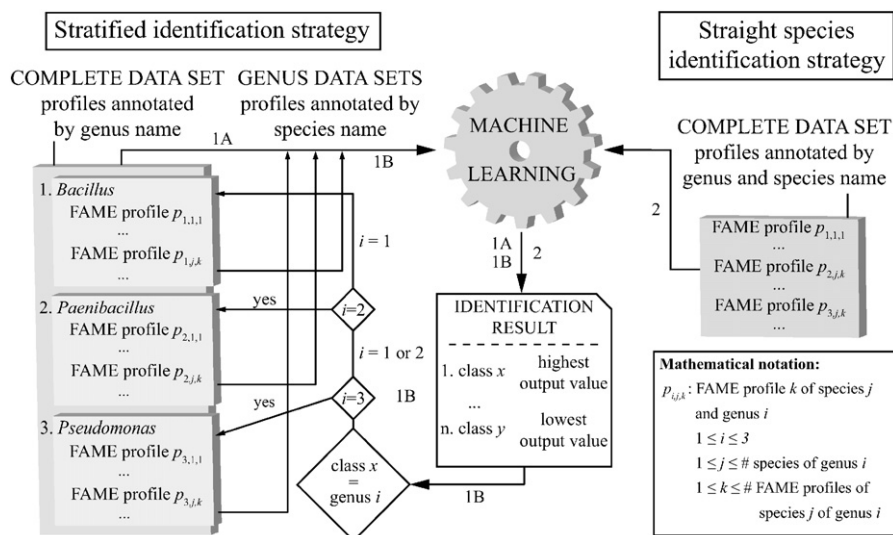 Stratified identification strategy
Straight species
identification strategy
COMPLETE DATA SET
profiles annotated
by genus name
GENUS DATA SETS
profiles annotated by
species name
1A
1B
MACHINE
LEARNING
COMPLETE DATA SET
profiles annotated by
genus and species name
2
1. Bacillus
FAME profile p1,1,1
...
FAME profile p1,j,k
...
i = 1
2. Paenibacillus
FAME profile p2,1,1
...
FAME profile p2,j,k
...
yes
i=2
i = 1 or 2
3. Pseudomonas
FAME profile p3,1,1
...
FAME profile p3,j,k
...
yes
i=3
1B
class x
=
genus i
1B
1A
1B
2
IDENTIFICATION
RESULT
1. class x highest
output value
...
n. class y lowest
output value
FAME profile p1,1,1
...
FAME profile p2,j,k
...
FAME profile p3,j,k
...
Mathematical notation:
pi,j,k: FAME profile k of species j
and genus i
1 ≤ i ≤ 3
1 ≤ j ≤ # species of genus i
1 ≤ k ≤ # FAME profiles of
species j of genus i